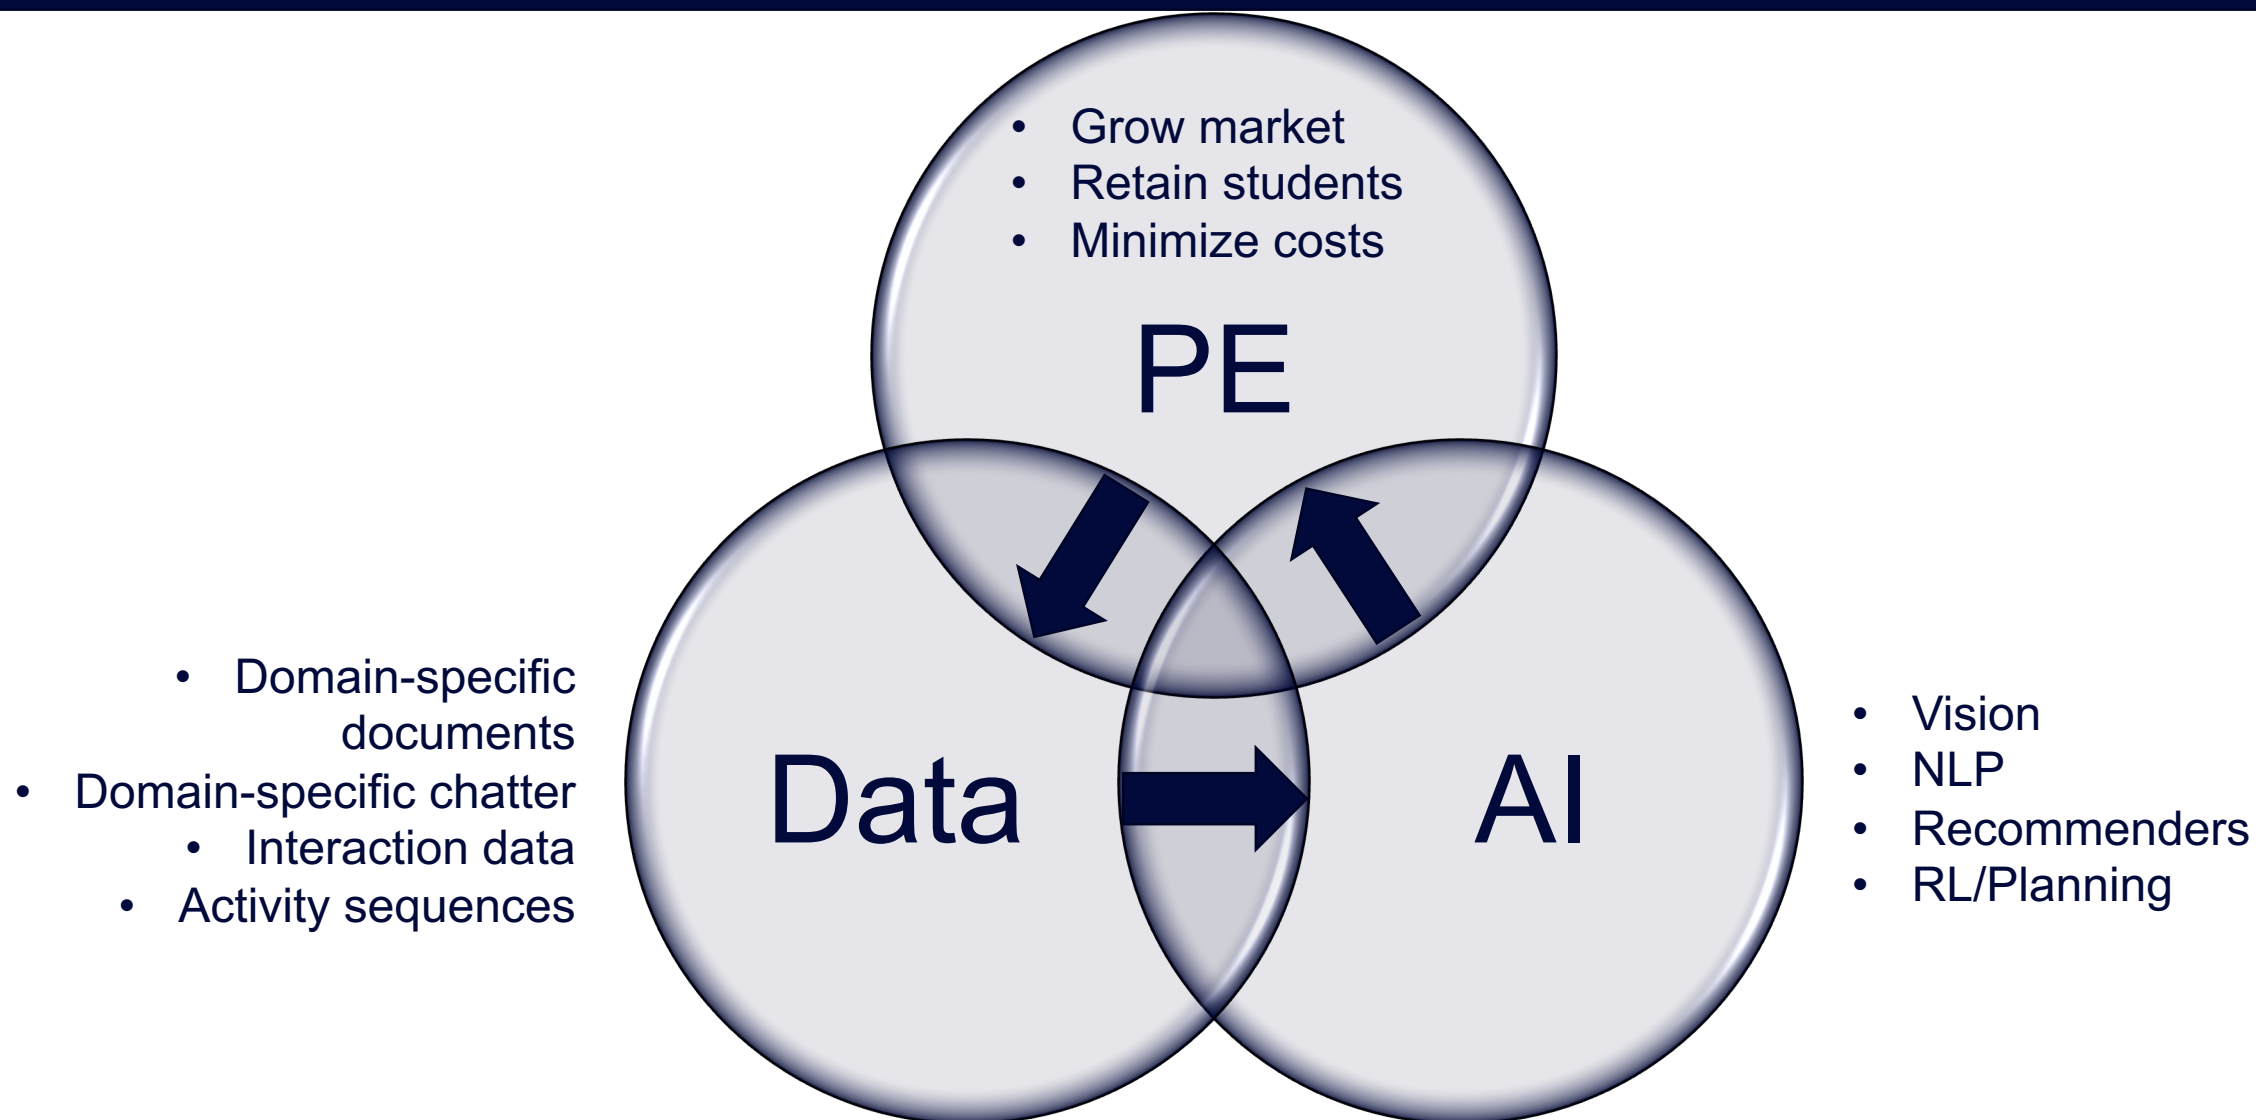 • Grow market
• Retain students
• Minimize costs
PE
• Domain-specific
documents
• Domain-specific chatter
• Interaction data
• Activity sequences
Data
AI
• Vision
• NLP
• Recommenders
• RL/Planning